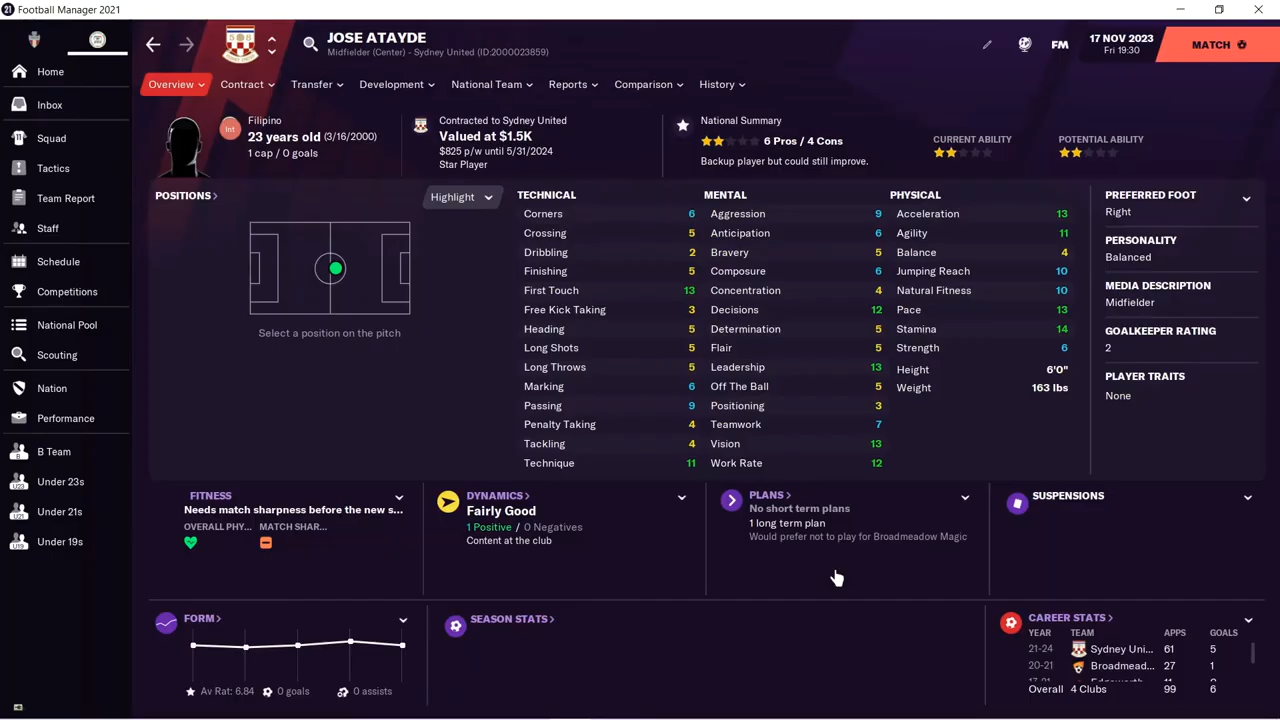 Football Manager 2021
JOSE ATAYDE
Midfielder (Center) - Sydney United (ID:2000023859)
FM
17 NOV 2023
Fri 19:30
MATCH
Home
Inbox
Squad
Tactics
Team Report
Staff
Schedule
Competitions
National Pool
Scouting
Nation
Performance
B Team
Under 23s
Under 21s
Under 19s
Overview Contract Transfer Development National Team Reports Comparison History
Int
Filipino
23 years old (3/16/2000)
1 cap / 0 goals
Contracted to Sydney United
Valued at $1.5K
$825 p/w until 5/31/2024
Star Player
National Summary
6 Pros / 4 Cons
Backup player but could still improve.
CURRENT ABILITY
POTENTIAL ABILITY
POSITIONS
Highlight
Select a position on the pitch
TECHNICAL
Corners 6
Crossing 5
Dribbling 2
Finishing 5
First Touch 13
Free Kick Taking 3
Heading 5
Long Shots 5
Long Throws 5
Marking 6
Passing 9
Penalty Taking 4
Tackling 4
Technique 11
MENTAL
Aggression 9
Anticipation 6
Bravery 5
Composure 6
Concentration 4
Decisions 12
Determination 5
Flair 5
Leadership 13
Off The Ball 5
Positioning 3
Teamwork 7
Vision 13
Work Rate 12
PHYSICAL
Acceleration 13
Agility 11
Balance 4
Jumping Reach 10
Natural Fitness 10
Pace 13
Stamina 14
Strength 6
Height 6'0"
Weight 163 lbs
PREFERRED FOOT
Right
PERSONALITY
Balanced
MEDIA DESCRIPTION
Midfielder
GOALKEEPER RATING
2
PLAYER TRAITS
None
FITNESS
Needs match sharpness before the new s...
OVERALL PHY... MATCH SHAR...
DYNAMICS
Fairly Good
1 Positive / 0 Negatives
Content at the club
PLANS
No short term plans
1 long term plan
Would prefer not to play for Broadmeadow Magic
SUSPENSIONS
FORM
Av Rat: 6.84 0 goals 0 assists
SEASON STATS
CAREER STATS
YEAR TEAM APPS GOALS
21-24 Sydney Uni... 61 5
20-21 Broadmead... 27 1
Overall 4 Clubs 99 6